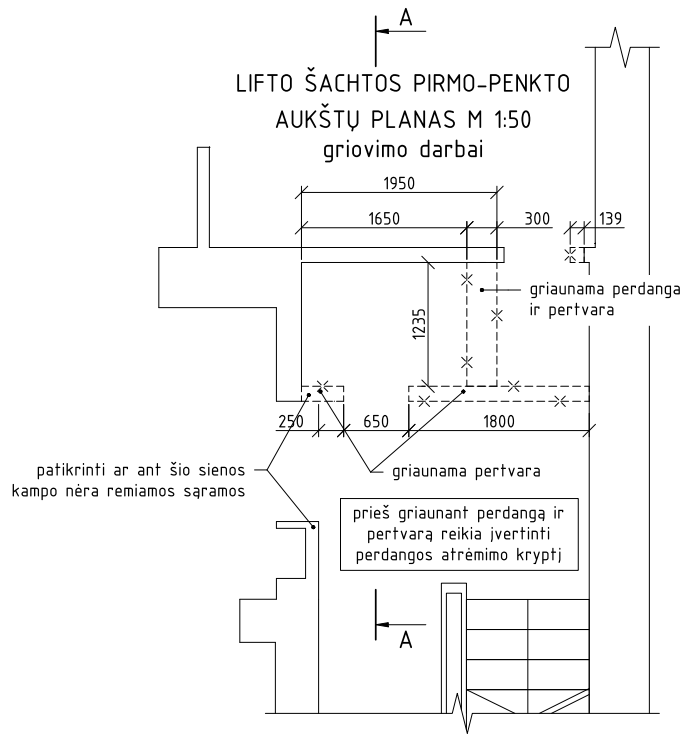 A
LIFTO ŠACHTOS PIRMO-PENKTO
AUKŠTŲ PLANAS M 1:50
griovimo darbai
1950
1650
300
139
griaunama perdanga
ir pertvara
1235
250
650
1800
patikrinti ar ant šio sienos
kampo nėra remiamos sąramos
griaunama pertvara
prieš griaunant perdangą ir
pertvarą reikia įvertinti
perdangos atrėmimo kryptį
A